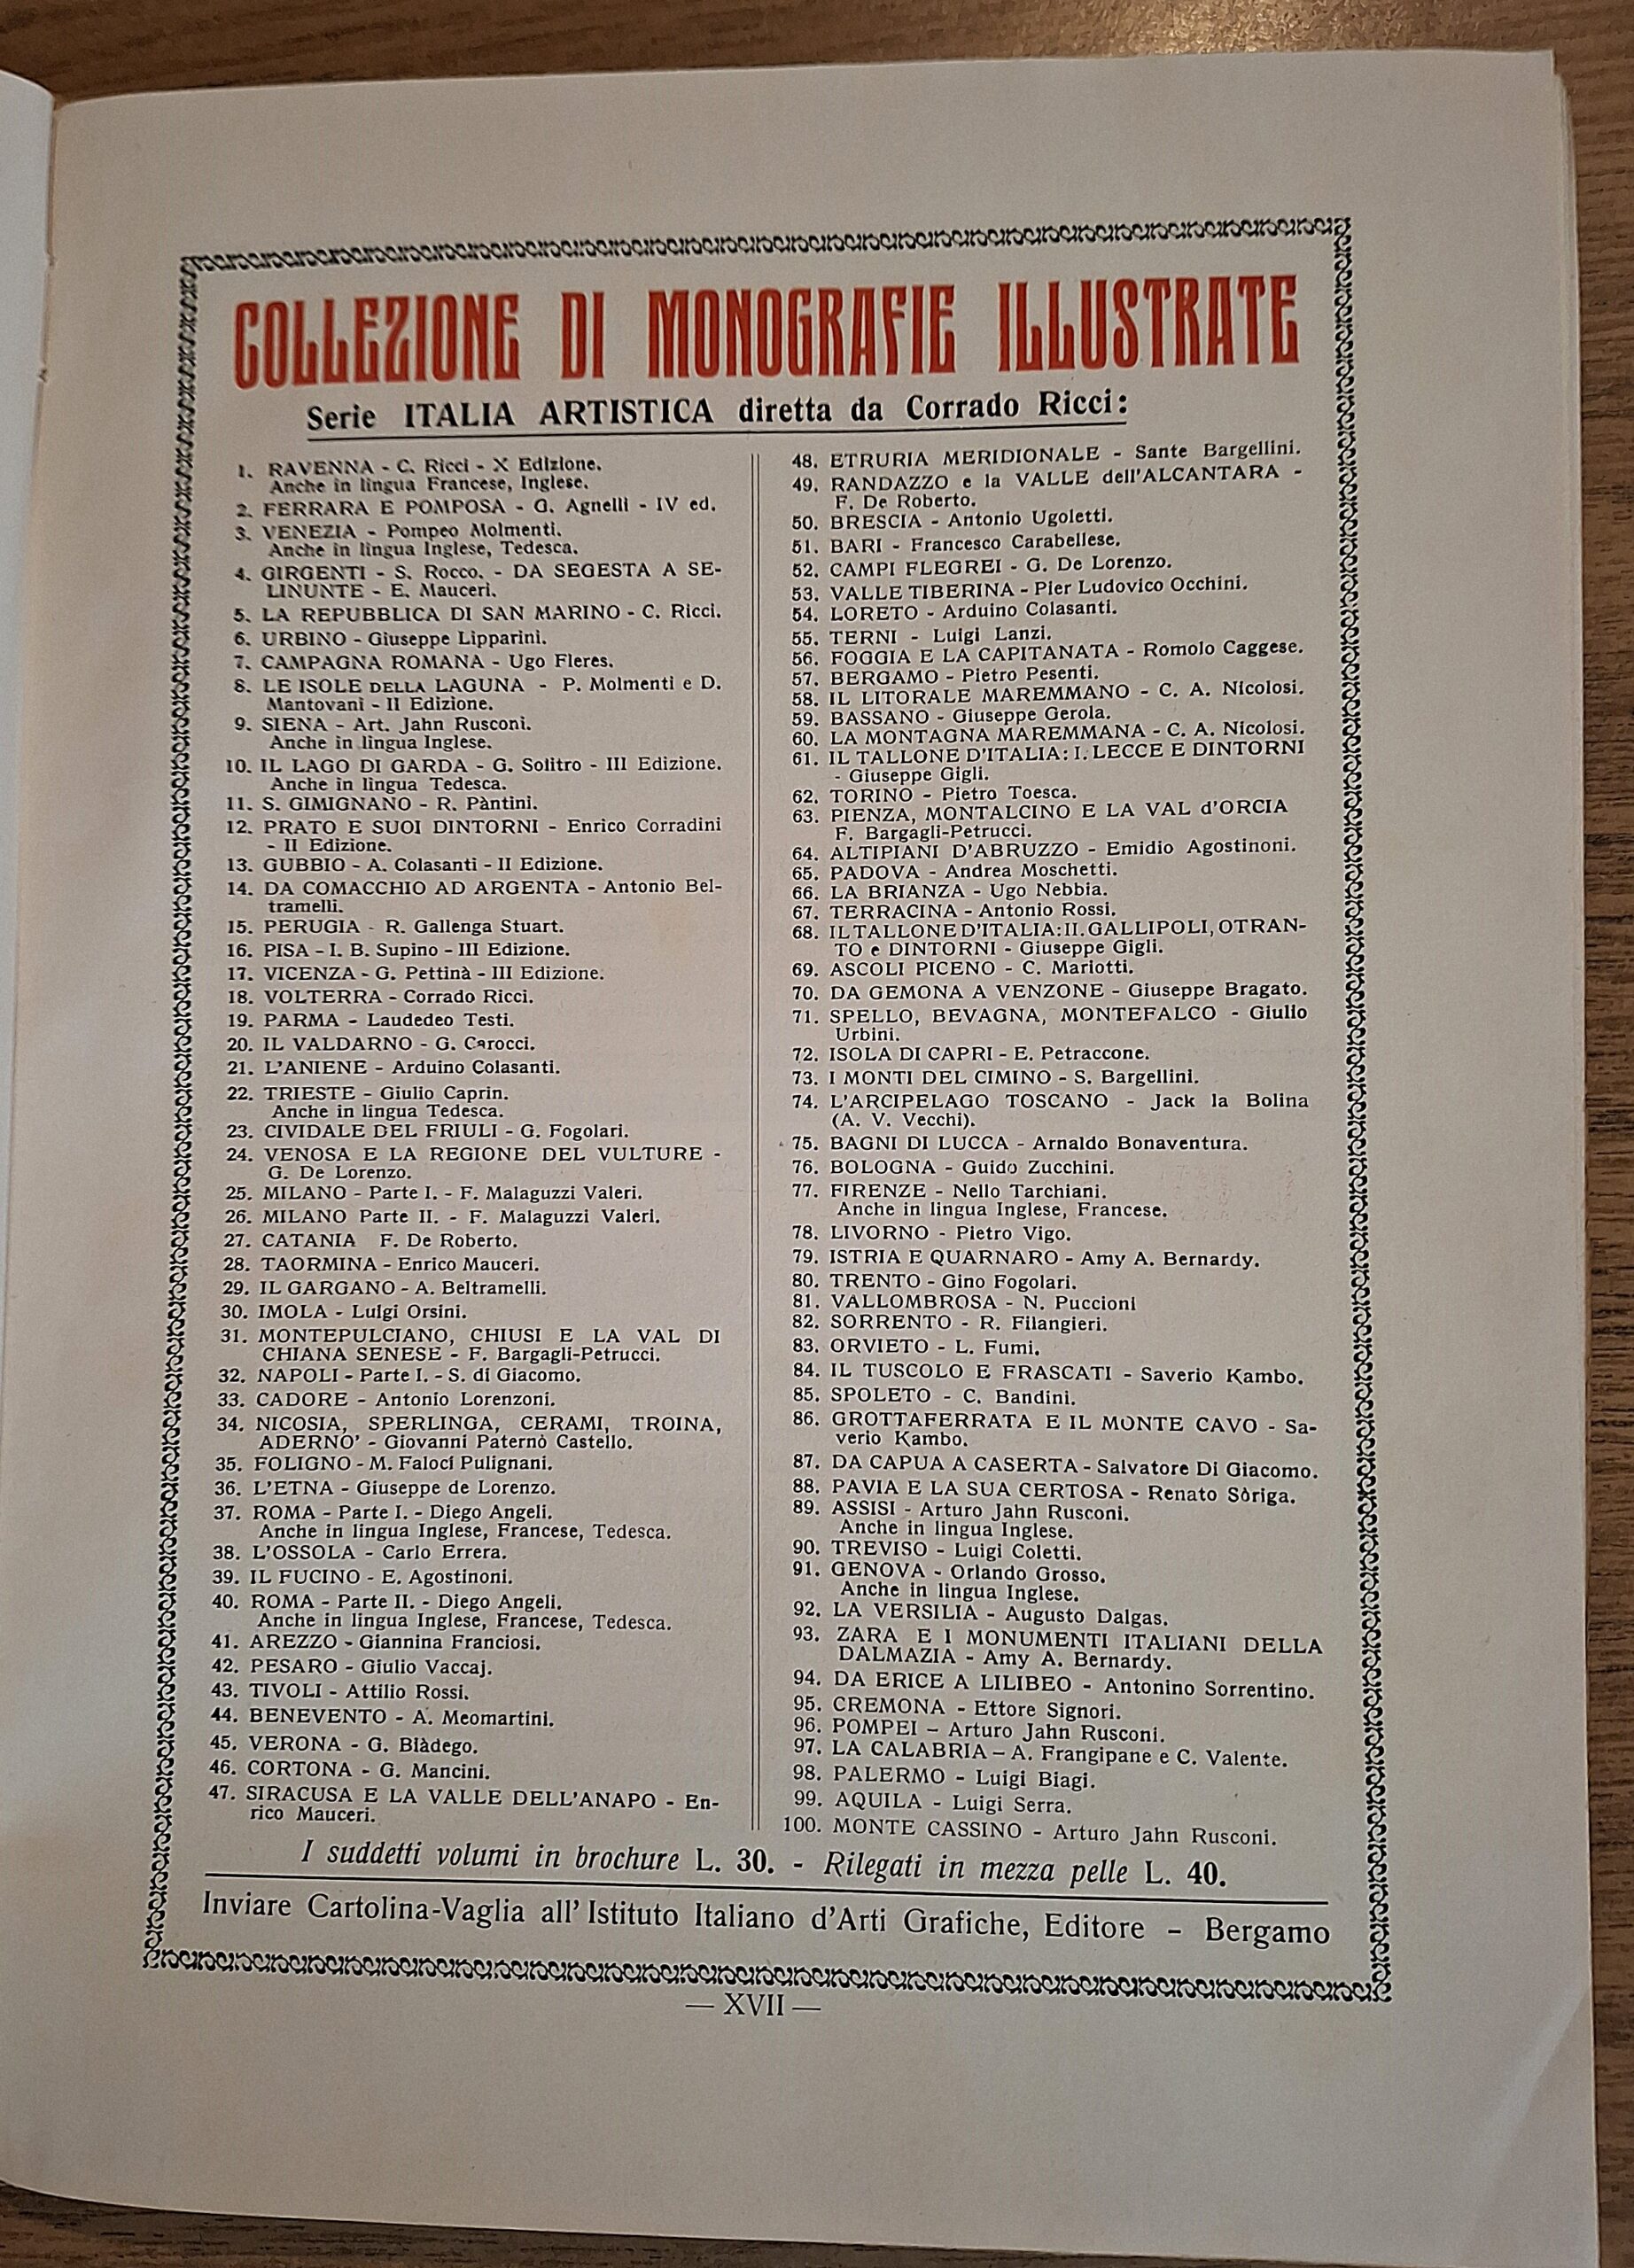 COLLEZIONE DI MONOGRAFIE ILLUSTRATE
Serie ITALIA ARTISTICA diretta da Corrado Ricci:
1. RAVENNA - C. Ricci - X Edizione.
Anche in lingua Francese, Inglese.
2. FERRARA E POMPOSA - G. Agnelli - IV ed.
3. VENEZIA - Pompeo Molmenti.
Anche in lingua Inglese, Tedesca.
4. GIRGENTI - S. Rocco. - DA SEGESTA A SE-
LINUNTE - E. Mauceri.
5. LA REPUBBLICA DI SAN MARINO - C. Ricci.
6. URBINO - Giuseppe Lipparini.
7. CAMPAGNA ROMANA - Ugo Fleres.
8. LE ISOLE DELLA LAGUNA - P. Molmenti e D.
Mantovani - II Edizione.
9. SIENA - Art. Jahn Rusconi.
Anche in lingua Inglese.
10. IL LAGO DI GARDA - G. Solitro - III Edizione.
Anche in lingua Tedesca.
11. S. GIMIGNANO - R. Pàntini.
12. PRATO E SUOI DINTORNI - Enrico Corradini
- II Edizione.
13. GUBBIO - A. Colasanti - II Edizione.
14. DA COMACCHIO AD ARGENTA - Antonio Bel-
tramelli.
15. PERUGIA - R. Gallenga Stuart.
16. PISA - I. B. Supino - III Edizione.
17. VICENZA - G. Pettinà - III Edizione.
18. VOLTERRA - Corrado Ricci.
19. PARMA - Laudedeo Testi.
20. IL VALDARNO - G. Carocci.
21. L'ANIENE - Arduino Colasanti.
22. TRIESTE - Giulio Caprin.
Anche in lingua Tedesca.
23. CIVIDALE DEL FRIULI - G. Fogolari.
24. VENOSA E LA REGIONE DEL VULTURE -
G. De Lorenzo.
25. MILANO - Parte I. - F. Malaguzzi Valeri.
26. MILANO Parte II. - F. Malaguzzi Valeri.
27. CATANIA F. De Roberto.
28. TAORMINA - Enrico Mauceri.
29. IL GARGANO - A. Beltramelli.
30. IMOLA - Luigi Orsini.
31. MONTEPULCIANO, CHIUSI E LA VAL DI
CHIANA SENESE - F. Bargagli-Petrucci.
32. NAPOLI - Parte I. - S. di Giacomo.
33. CADORE - Antonio Lorenzoni.
34. NICOSIA, SPERLINGA, CERAMI, TROINA,
ADERNO' - Giovanni Paternò Castello.
35. FOLIGNO - M. Faloci Pulignani.
36. L'ETNA - Giuseppe de Lorenzo.
37. ROMA - Parte I. - Diego Angeli.
Anche in lingua Inglese, Francese, Tedesca.
38. L'OSSOLA - Carlo Errera.
39. IL FUCINO - E. Agostinoni.
40. ROMA - Parte II. - Diego Angeli.
Anche in lingua Inglese, Francese, Tedesca.
41. AREZZO - Giannina Franciosi.
42. PESARO - Giulio Vaccaj.
43. TIVOLI - Attilio Rossi.
44. BENEVENTO - A. Meomartini.
45. VERONA - G. Biàdego.
46. CORTONA - G. Mancini.
47. SIRACUSA E LA VALLE DELL'ANAPO - En-
rico Mauceri.
48. ETRURIA MERIDIONALE - Sante Bargellini.
49. RANDAZZO e la VALLE dell'ALCANTARA -
F. De Roberto.
50. BRESCIA - Antonio Ugoletti.
51. BARI - Francesco Carabellese.
52. CAMPI FLEGREI - G. De Lorenzo.
53. VALLE TIBERINA - Pier Ludovico Occhini.
54. LORETO - Arduino Colasanti.
55. TERNI - Luigi Lanzi.
56. FOGGIA E LA CAPITANATA - Romolo Caggese.
57. BERGAMO - Pietro Pesenti.
58. IL LITORALE MAREMMANO - C. A. Nicolosi.
59. BASSANO - Giuseppe Gerola.
60. LA MONTAGNA MAREMMANA - C. A. Nicolosi.
61. IL TALLONE D'ITALIA: I. LECCE E DINTORNI
- Giuseppe Gigli.
62. TORINO - Pietro Toesca.
63. PIENZA, MONTALCINO E LA VAL d'ORCIA
F. Bargagli-Petrucci.
64. ALTIPIANI D'ABRUZZO - Emidio Agostinoni.
65. PADOVA - Andrea Moschetti.
66. LA BRIANZA - Ugo Nebbia.
67. TERRACINA - Antonio Rossi.
68. IL TALLONE D'ITALIA: II. GALLIPOLI, OTRAN-
TO e DINTORNI - Giuseppe Gigli.
69. ASCOLI PICENO - C. Mariotti.
70. DA GEMONA A VENZONE - Giuseppe Bragato.
71. SPELLO, BEVAGNA, MONTEFALCO - Giulio
Urbini.
72. ISOLA DI CAPRI - E. Petraccone.
73. I MONTI DEL CIMINO - S. Bargellini.
74. L'ARCIPELAGO TOSCANO - Jack la Bolina
(A. V. Vecchi).
75. BAGNI DI LUCCA - Arnaldo Bonaventura.
76. BOLOGNA - Guido Zucchini.
77. FIRENZE - Nello Tarchiani.
Anche in lingua Inglese, Francese.
78. LIVORNO - Pietro Vigo.
79. ISTRIA E QUARNARO - Amy A. Bernardy.
80. TRENTO - Gino Fogolari.
81. VALLOMBROSA - N. Puccioni
82. SORRENTO - R. Filangieri.
83. ORVIETO - L. Fumi.
84. IL TUSCOLO E FRASCATI - Saverio Kambo.
85. SPOLETO - C. Bandini.
86. GROTTAFERRATA E IL MONTE CAVO - Sa-
verio Kambo.
87. DA CAPUA A CASERTA - Salvatore Di Giacomo.
88. PAVIA E LA SUA CERTOSA - Renato Sòriga.
89. ASSISI - Arturo Jahn Rusconi.
Anche in lingua Inglese.
90. TREVISO - Luigi Coletti.
91. GENOVA - Orlando Grosso.
Anche in lingua Inglese.
92. LA VERSILIA - Augusto Dalgas.
93. ZARA E I MONUMENTI ITALIANI DELLA
DALMAZIA - Amy A. Bernardy.
94. DA ERICE A LILIBEO - Antonino Sorrentino.
95. CREMONA - Ettore Signori.
96. POMPEI - Arturo Jahn Rusconi.
97. LA CALABRIA - A. Frangipane e C. Valente.
98. PALERMO - Luigi Biagi.
99. AQUILA - Luigi Serra.
100. MONTE CASSINO - Arturo Jahn Rusconi.
I suddetti volumi in brochure L. 30. - Rilegati in mezza pelle L. 40.
Inviare Cartolina-Vaglia all'Istituto Italiano d'Arti Grafiche, Editore - Bergamo
— XVII —